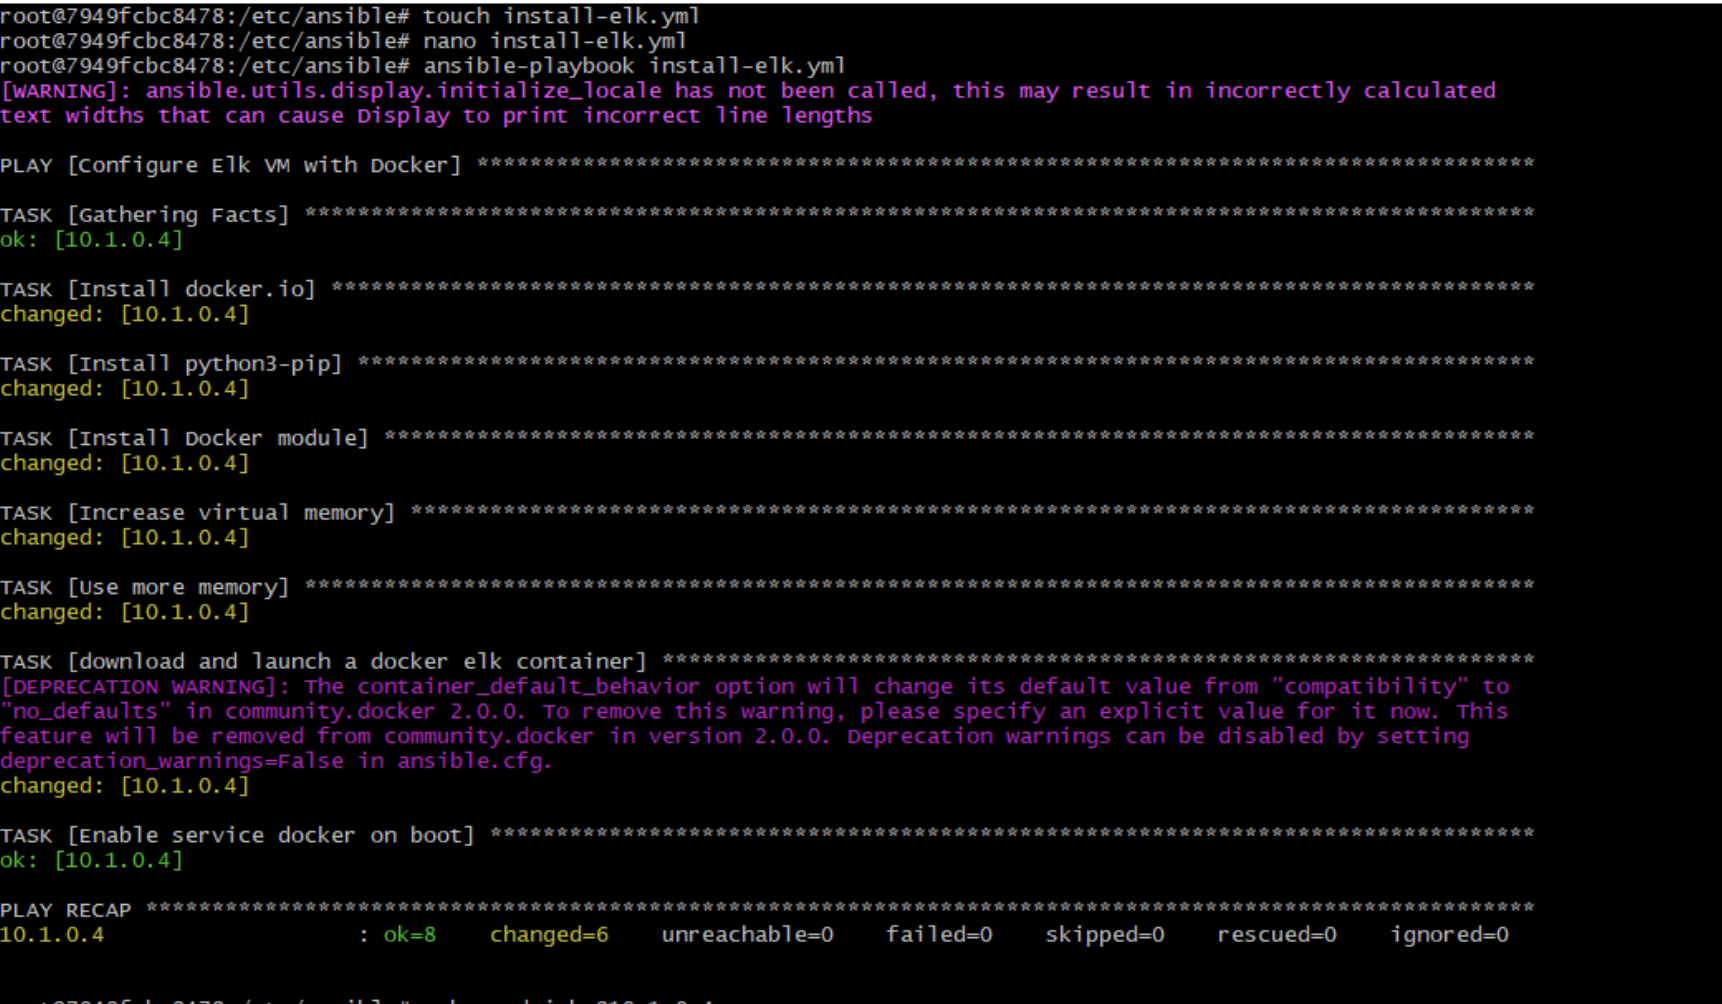 root@7949fcbc8478:/etc/ansible# touch install-elk.yml
root@7949fcbc8478:/etc/ansible# nano install-elk.yml
root@7949fcbc8478:/etc/ansible# ansible-playbook install-elk.yml
[WARNING]: ansible.utils.display.initialize_locale has not been called, this may result in incorrectly calculated
text widths that can cause Display to print incorrect line lengths
PLAY [Configure Elk VM with Docker] ********************************************************************************
TASK [Gathering Facts] *********************************************************************************************
ok: [10.1.0.4]
TASK [Install docker.io] *******************************************************************************************
changed: [10.1.0.4]
TASK [Install python3-pip] *****************************************************************************************
changed: [10.1.0.4]
TASK [Install Docker module] ***************************************************************************************
changed: [10.1.0.4]
TASK [Increase virtual memory] *************************************************************************************
changed: [10.1.0.4]
TASK [Use more memory] *********************************************************************************************
changed: [10.1.0.4]
TASK [download and launch a docker elk container] ******************************************************************
[DEPRECATION WARNING]: The container_default_behavior option will change its default value from "compatibility" to
"no_defaults" in community.docker 2.0.0. To remove this warning, please specify an explicit value for it now. This
feature will be removed from community.docker in version 2.0.0. Deprecation warnings can be disabled by setting
deprecation_warnings=False in ansible.cfg.
changed: [10.1.0.4]
TASK [Enable service docker on boot] *******************************************************************************
ok: [10.1.0.4]
PLAY RECAP *********************************************************************************************************
10.1.0.4 : ok=8 changed=6 unreachable=0 failed=0 skipped=0 rescued=0 ignored=0